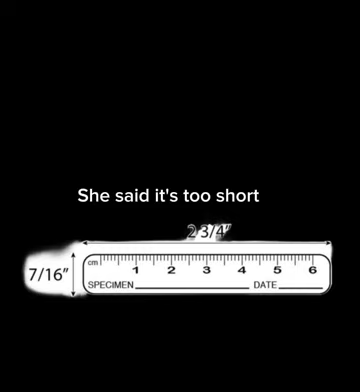 She said it's too short
2 3/4"
7/16"
cm 1 2 3 4 5 6
SPECIMEN DATE